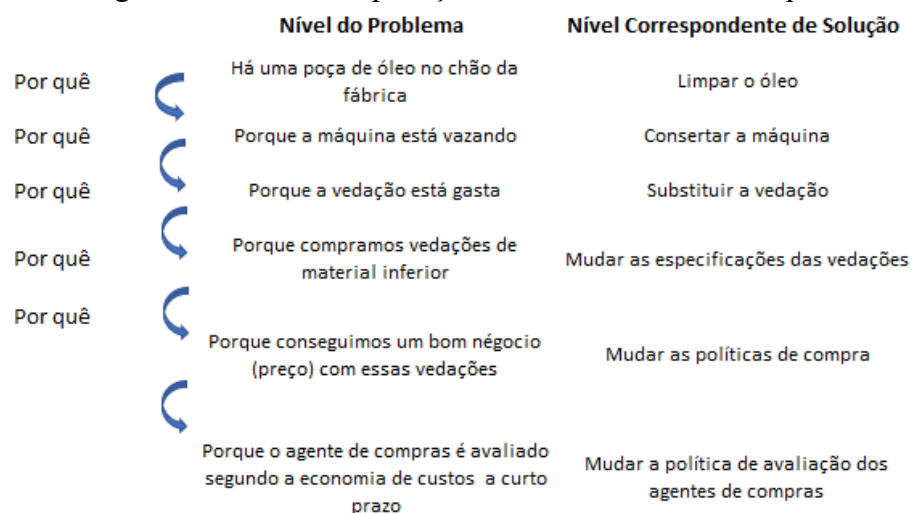 Nível do Problema Nível Correspondente de Solução
Por quê Há uma poça de óleo no chão da
fábrica Limpar o óleo
Por quê Porque a máquina está vazando Consertar a máquina
Por quê Porque a vedação está gasta Substituir a vedação
Por quê Porque compramos vedações de
material inferior Mudar as especificações das vedações
Por quê
Porque conseguimos um bom négocio
(preço) com essas vedações Mudar as políticas de compra
Porque o agente de compras é avaliado
segundo a economia de custos a curto
prazo
Mudar a política de avaliação dos
agentes de compras